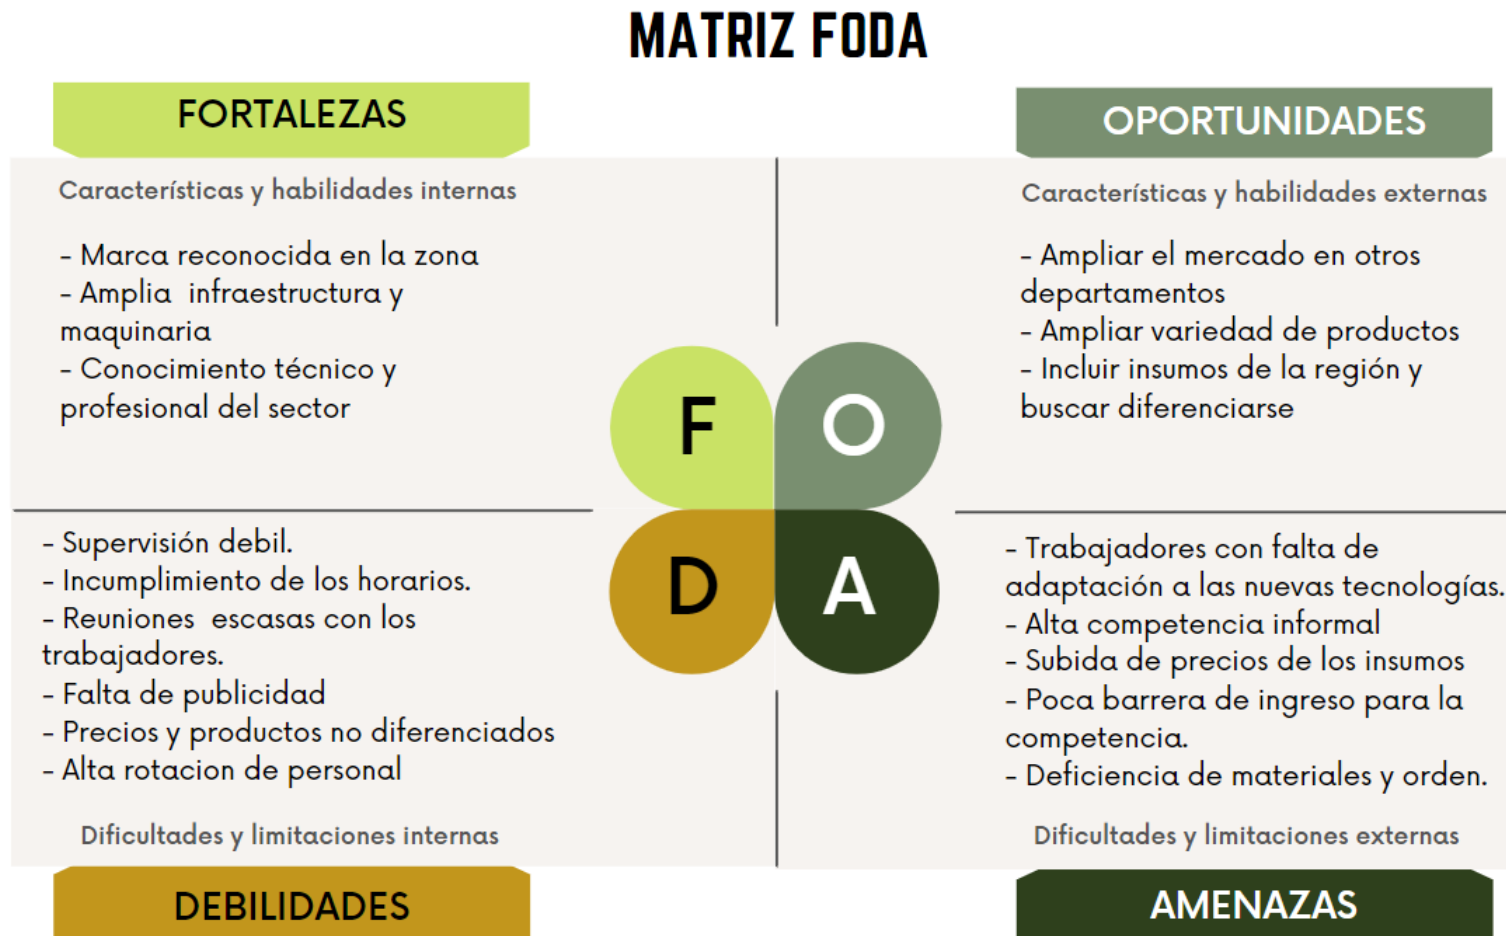 MATRIZ FODA
FORTALEZAS
Características y habilidades internas
- Marca reconocida en la zona
- Amplia infraestructura y
maquinaria
- Conocimiento técnico y
profesional del sector
OPORTUNIDADES
Características y habilidades externas
- Ampliar el mercado en otros
departamentos
- Ampliar variedad de productos
- Incluir insumos de la región y
buscar diferenciarse
F
O
D
A
- Supervisión debil.
- Incumplimiento de los horarios.
- Reuniones escasas con los
trabajadores.
- Falta de publicidad
- Precios y productos no diferenciados
- Alta rotacion de personal
Dificultades y limitaciones internas
DEBILIDADES
- Trabajadores con falta de
adaptación a las nuevas tecnologías.
- Alta competencia informal
- Subida de precios de los insumos
- Poca barrera de ingreso para la
competencia.
- Deficiencia de materiales y orden.
Dificultades y limitaciones externas
AMENAZAS